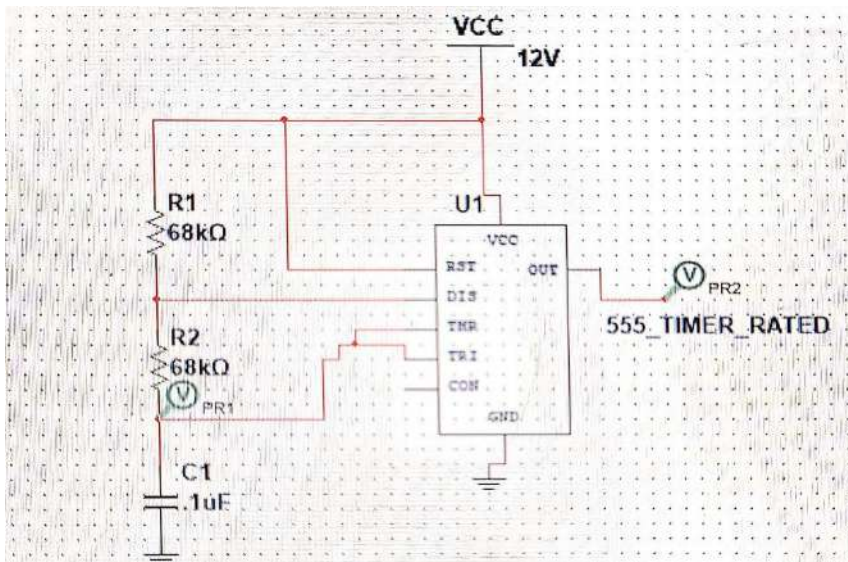 VCC
12V
R1
68kΩ
U1
VCC
RST
OUT
DIS
THR
TRI
CON
GND
V
PR2
555_TIMER_RATED
R2
68kΩ
V
PR1
C1
.1uF